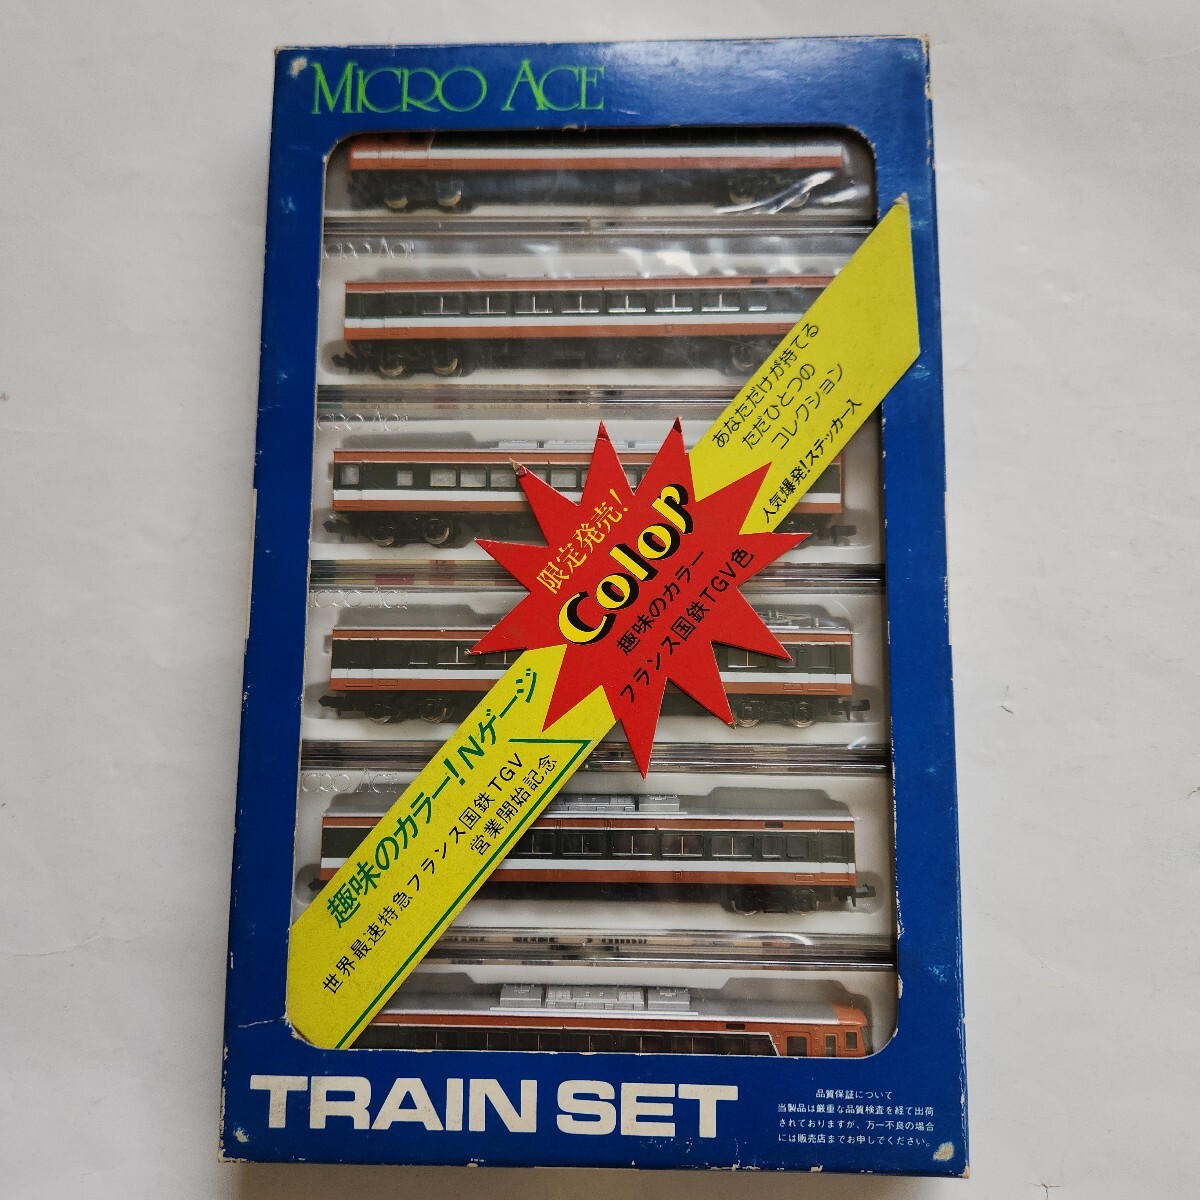 MICRO ACE
あなただけが持てる
ただひとつの
コレクション
人気爆発!ステッカー入
限定発売!
Color
趣味のカラー
フランス国鉄TGV色
趣味のカラー!Nゲージ
世界最速特急フランス国鉄TGV
営業開始記念
MICRO ACE
TRAIN SET
品質保証について
当製品は厳重な品質検査を経て出荷
されておりますが、万一不良の場合
には販売店までお申しでください。